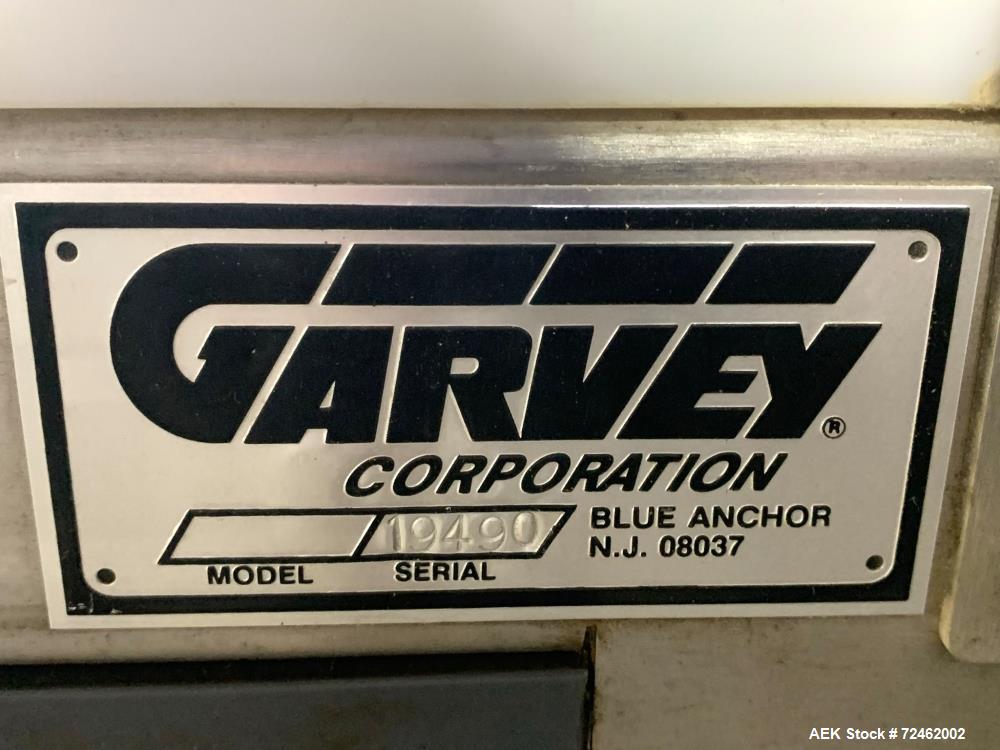 GARVEY®
CORPORATION
19490
MODEL SERIAL
BLUE ANCHOR
N.J. 08037
AEK Stock # 72462002